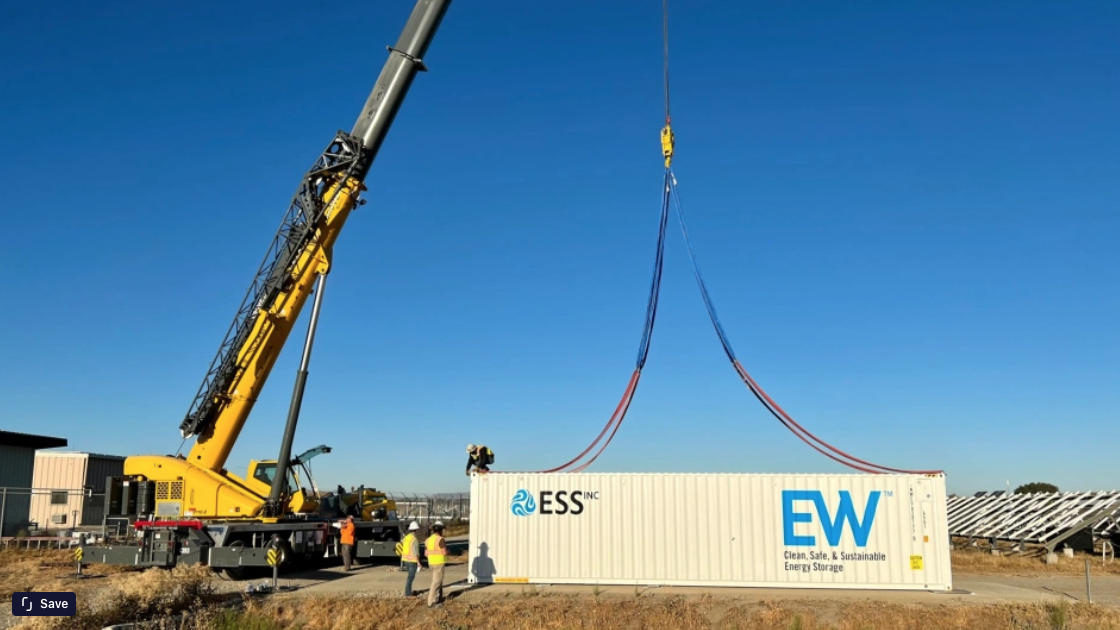 ESS INC
EW™
Clean, Safe, & Sustainable
Energy Storage
Save